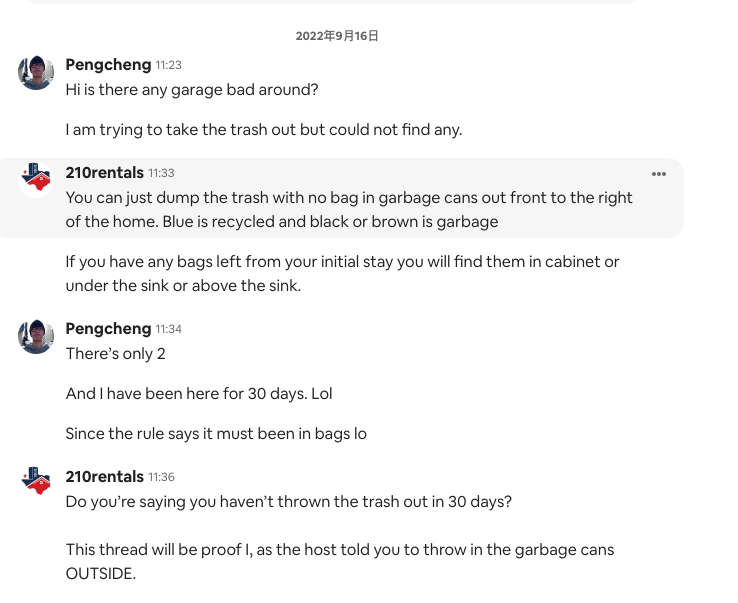 2022年9月16日
Pengcheng 11:23
Hi is there any garage bad around?
I am trying to take the trash out but could not find any.
210rentals 11:33
You can just dump the trash with no bag in garbage cans out front to the right
of the home. Blue is recycled and black or brown is garbage
If you have any bags left from your initial stay you will find them in cabinet or
under the sink or above the sink.
Pengcheng 11:34
There's only 2
And I have been here for 30 days. Lol
Since the rule says it must been in bags lo
210rentals 11:36
Do you're saying you haven't thrown the trash out in 30 days?
This thread will be proof I, as the host told you to throw in the garbage cans
OUTSIDE.